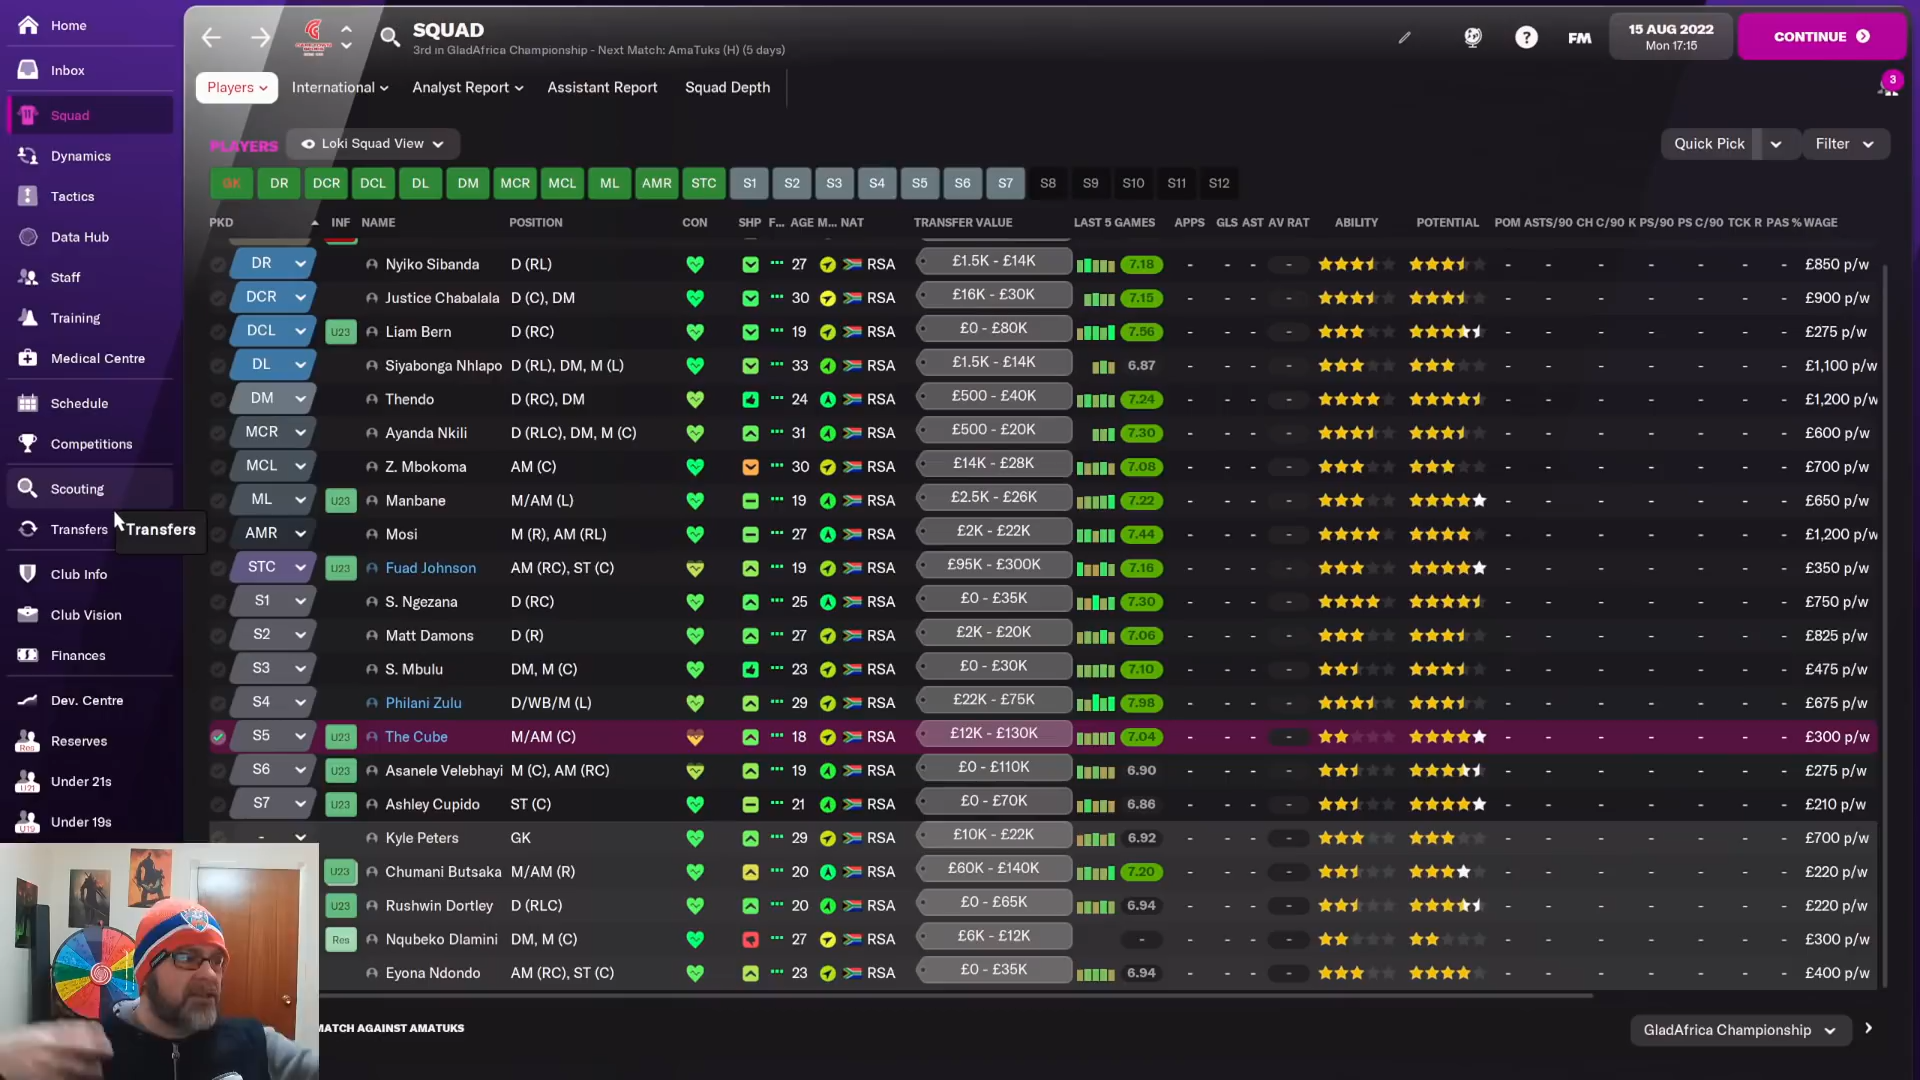 Home
Inbox
Squad
Dynamics
Tactics
Data Hub
Staff
Training
Medical Centre
Schedule
Competitions
Scouting
Transfers
Transfers
Club Info
Club Vision
Finances
Dev. Centre
Reserves
Under 21s
Under 19s
SQUAD
3rd in GladAfrica Championship - Next Match: AmaTuks (H) (5 days)
? FM
15 AUG 2022
Mon 17:15
CONTINUE
3
Players International Analyst Report Assistant Report Squad Depth
PLAYERS Loki Squad View Quick Pick Filter
GK DR DCR DCL DL DM MCR MCL ML AMR STC S1 S2 S3 S4 S5 S6 S7 S8 S9 S10 S11 S12
PKD INF NAME POSITION CON SHP F... AGE M... NAT TRANSFER VALUE LAST 5 GAMES APPS GLS AST AV RAT ABILITY POTENTIAL POM ASTS/90 CH C/90 K PS/90 PS C/90 TCK R PAS % WAGE
DR Nyiko Sibanda D (RL) 27 RSA £1.5K - £14K 7.18 - - - - - - - - - - - £850 p/w
DCR Justice Chabalala D (C), DM 30 RSA £16K - £30K 7.15 - - - - - - - - - - - £900 p/w
DCL U23 Liam Bern D (RC) 19 RSA £0 - £80K 7.56 - - - - - - - - - - - £275 p/w
DL Siyabonga Nhlapo D (RL), DM, M (L) 33 RSA £1.5K - £14K 6.87 - - - - - - - - - - - £1,100 p/w
DM Thendo D (RC), DM 24 RSA £500 - £40K 7.24 - - - - - - - - - - - £1,200 p/w
MCR Ayanda Nkili D (RLC), DM, M (C) 31 RSA £500 - £20K 7.30 - - - - - - - - - - - £600 p/w
MCL Z. Mbokoma AM (C) 30 RSA £14K - £28K 7.08 - - - - - - - - - - - £700 p/w
ML U23 Manbane M/AM (L) 19 RSA £2.5K - £26K 7.22 - - - - - - - - - - - £650 p/w
AMR Mosi M (R), AM (RL) 27 RSA £2K - £22K 7.44 - - - - - - - - - - - £1,200 p/w
STC U23 Fuad Johnson AM (RC), ST (C) 19 RSA £95K - £300K 7.16 - - - - - - - - - - - £350 p/w
S1 S. Ngezana D (RC) 25 RSA £0 - £35K 7.30 - - - - - - - - - - - £750 p/w
S2 Matt Damons D (R) 27 RSA £2K - £20K 7.06 - - - - - - - - - - - £825 p/w
S3 S. Mbulu DM, M (C) 23 RSA £0 - £30K 7.10 - - - - - - - - - - - £475 p/w
S4 Philani Zulu D/WB/M (L) 29 RSA £22K - £75K 7.98 - - - - - - - - - - - £675 p/w
S5 U23 The Cube M/AM (C) 18 RSA £12K - £130K 7.04 - - - - - - - - - - - £300 p/w
S6 U23 Asanele Velebhayi M (C), AM (RC) 19 RSA £0 - £110K 6.90 - - - - - - - - - - - £275 p/w
S7 U23 Ashley Cupido ST (C) 21 RSA £0 - £70K 6.86 - - - - - - - - - - - £210 p/w
- Kyle Peters GK 29 RSA £10K - £22K 6.92 - - - - - - - - - - - £700 p/w
U23 Chumani Butsaka M/AM (R) 20 RSA £60K - £140K 7.20 - - - - - - - - - - - £220 p/w
U23 Rushwin Dortley D (RLC) 20 RSA £0 - £65K 6.94 - - - - - - - - - - - £220 p/w
Res Nqubeko Dlamini DM, M (C) 27 RSA £6K - £12K - - - - - - - - - - - - £300 p/w
Eyona Ndondo AM (RC), ST (C) 23 RSA £0 - £35K 6.94 - - - - - - - - - - - £400 p/w
MATCH AGAINST AMATUKS
GladAfrica Championship